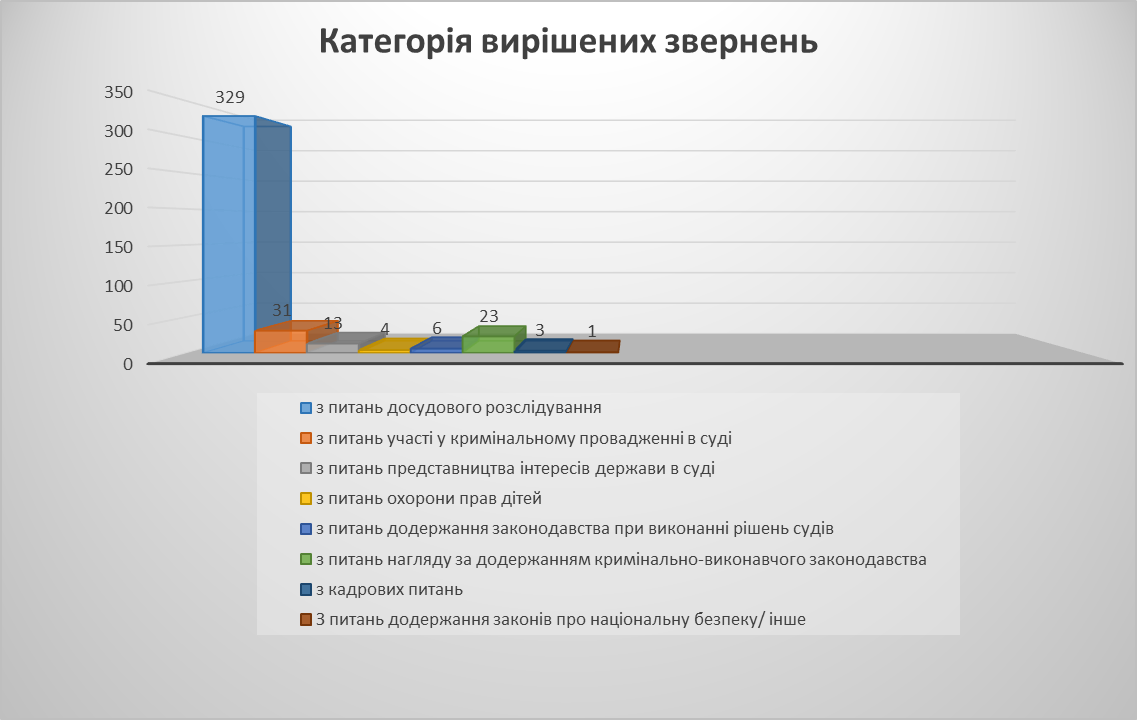 Категорія вирішених звернень
350
300
250
200
150
100
50
0
329
31
13
4
6
23
3
1
з питань досудового розслідування
з питань участі у кримінальному провадженні в суді
з питань представництва інтересів держави в суді
з питань охорони прав дітей
з питань додержання законодавства при виконанні рішень судів
з питань нагляду за додержанням кримінально-виконавчого законодавства
з кадрових питань
З питань додержання законів про національну безпеку/ інше